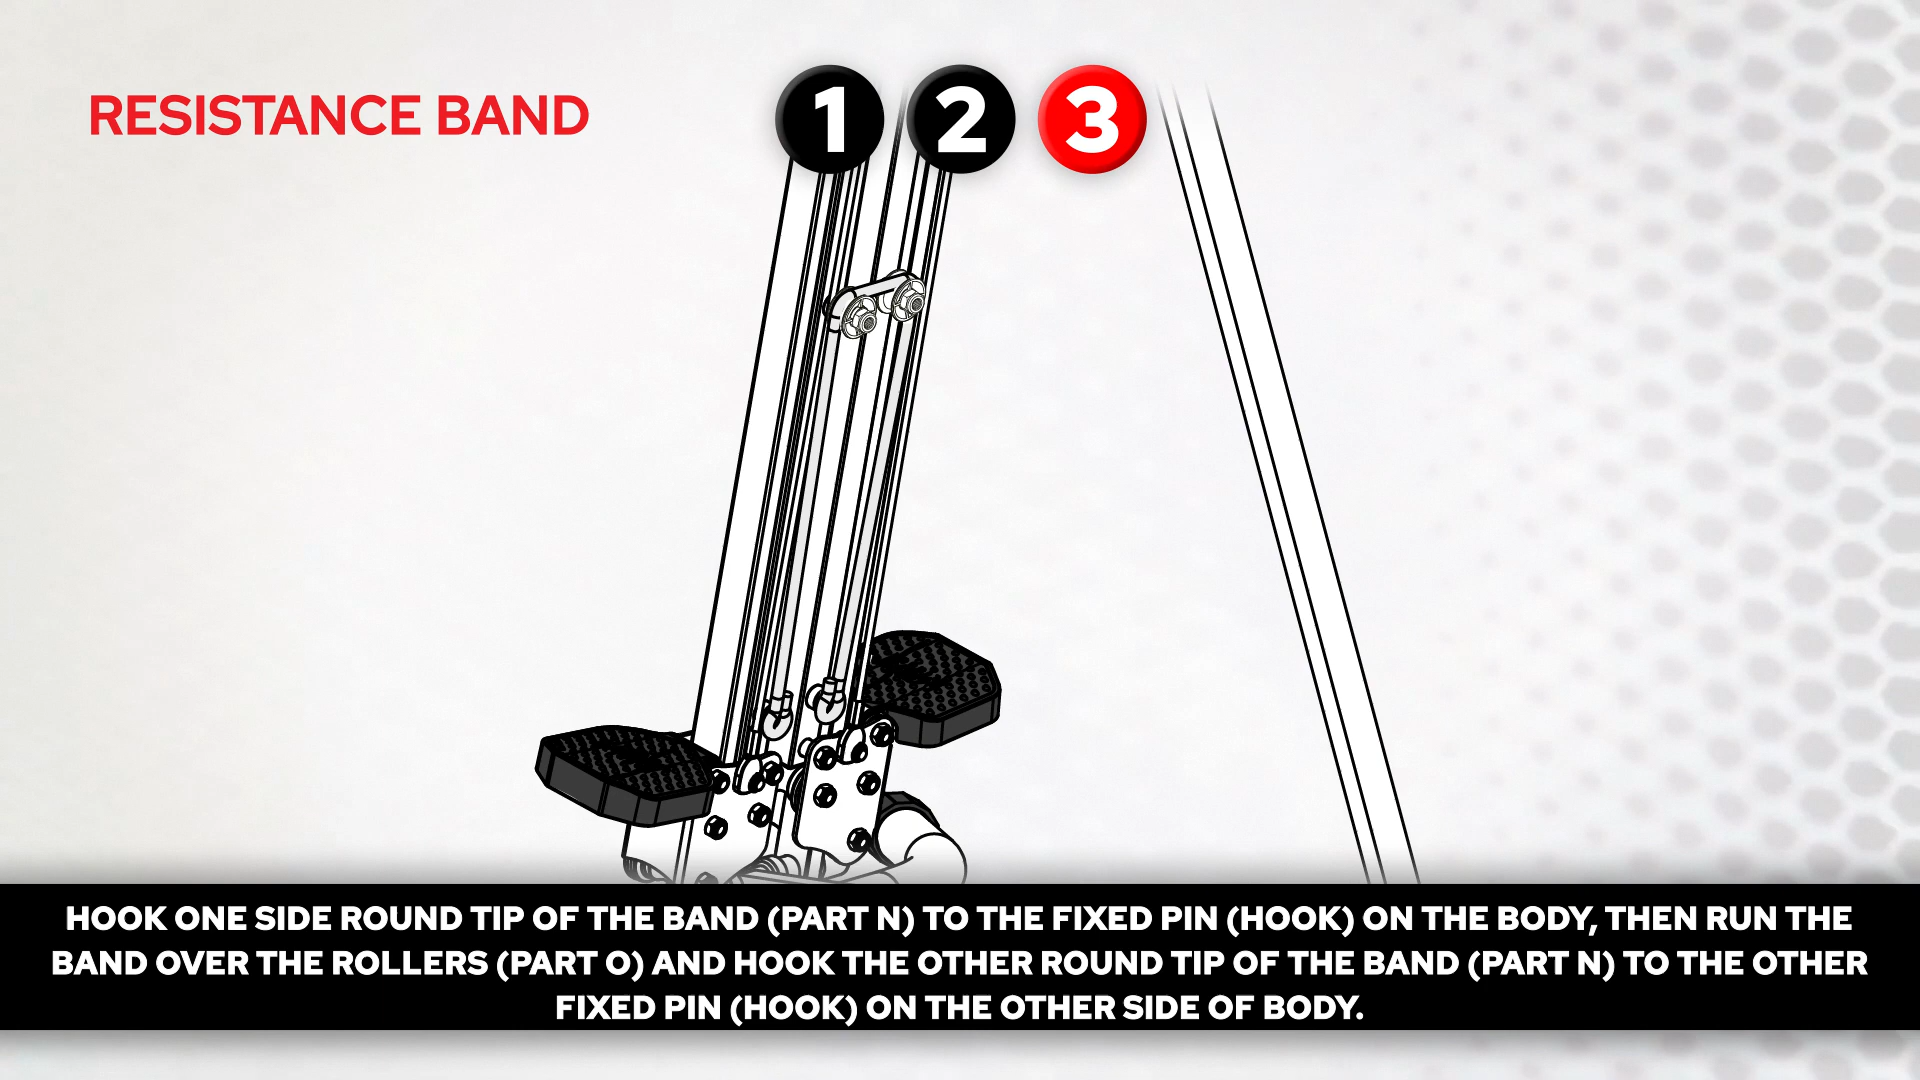 RESISTANCE BAND
1 2 3
HOOK ONE SIDE ROUND TIP OF THE BAND (PART N) TO THE FIXED PIN (HOOK) ON THE BODY, THEN RUN THE
BAND OVER THE ROLLERS (PART O) AND HOOK THE OTHER ROUND TIP OF THE BAND (PART N) TO THE OTHER
FIXED PIN (HOOK) ON THE OTHER SIDE OF BODY.